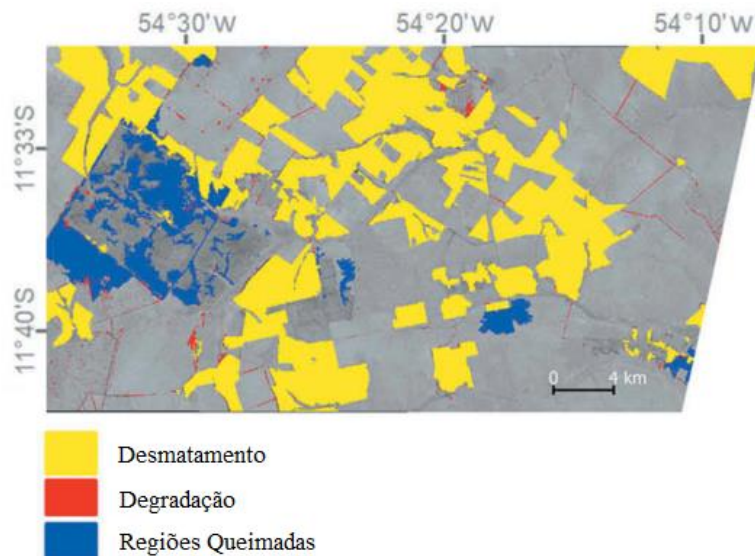 54°30'W 54°20'W 54°10'W
11°33'S
11°40'S
0 4 km
Desmatamento
Degradação
Regiões Queimadas